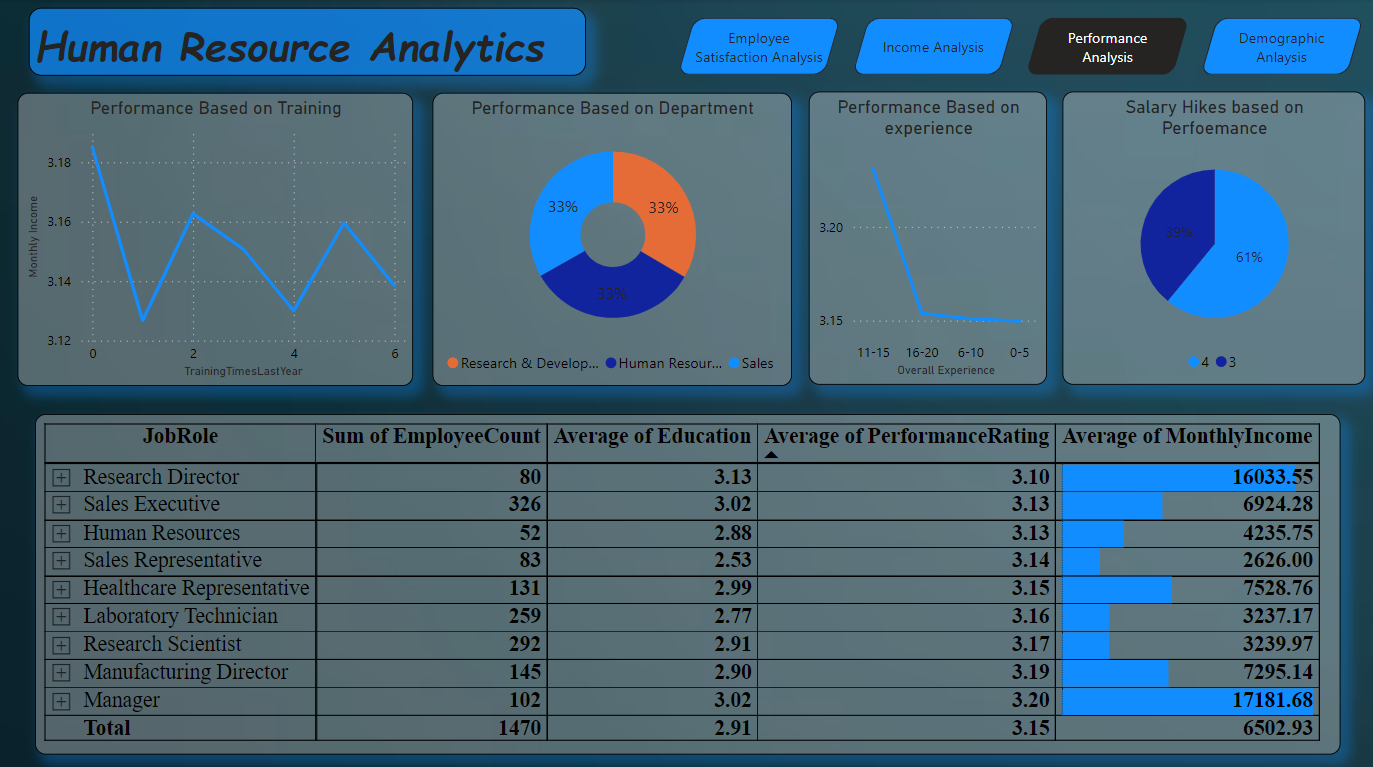 Human Resource Analytics
Employee
Satisfaction Analysis
Income Analysis
Performance
Analysis
Demographic
Anlaysis
Performance Based on Training
3.18
3.16
3.14
3.12
Monthly Income
0
2
4
6
TrainingTimesLastYear
Performance Based on Department
33%
33%
33%
Research & Develop...
Human Resour...
Sales
Performance Based on
experience
3.20
3.15
11-15
16-20
6-10
0-5
Overall Experience
Salary Hikes based on
Perfoemance
39%
61%
4
3
JobRole Sum of EmployeeCount Average of Education Average of PerformanceRating Average of MonthlyIncome
Research Director 80 3.13 3.10 16033.55
Sales Executive 326 3.02 3.13 6924.28
Human Resources 52 2.88 3.13 4235.75
Sales Representative 83 2.53 3.14 2626.00
Healthcare Representative 131 2.99 3.15 7528.76
Laboratory Technician 259 2.77 3.16 3237.17
Research Scientist 292 2.91 3.17 3239.97
Manufacturing Director 145 2.90 3.19 7295.14
Manager 102 3.02 3.20 17181.68
Total 1470 2.91 3.15 6502.93